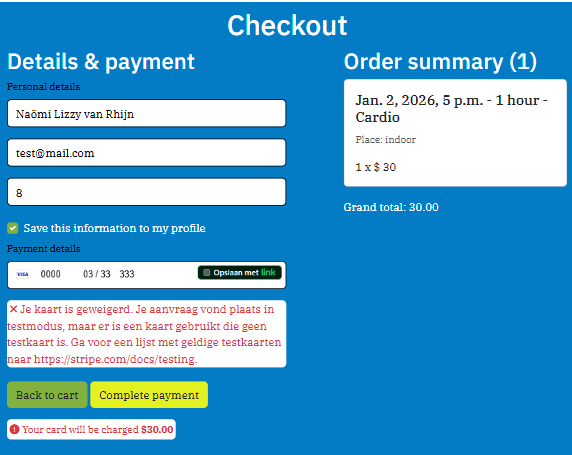 Checkout
Details & payment
Personal details
Naömi Lizzy van Rhijn
test@mail.com
8
Save this information to my profile
Payment details
VISA 0000 03 / 33 333 Opslaan met link
Je kaart is geweigerd. Je aanvraag vond plaats in
testmodus, maar er is een kaart gebruikt die geen
testkaart is. Ga voor een lijst met geldige testkaarten
naar https://stripe.com/docs/testing.
Back to cart Complete payment
Your card will be charged $30.00
Order summary (1)
Jan. 2, 2026, 5 p.m. - 1 hour -
Cardio
Place: indoor
1 x $ 30
Grand total: 30.00